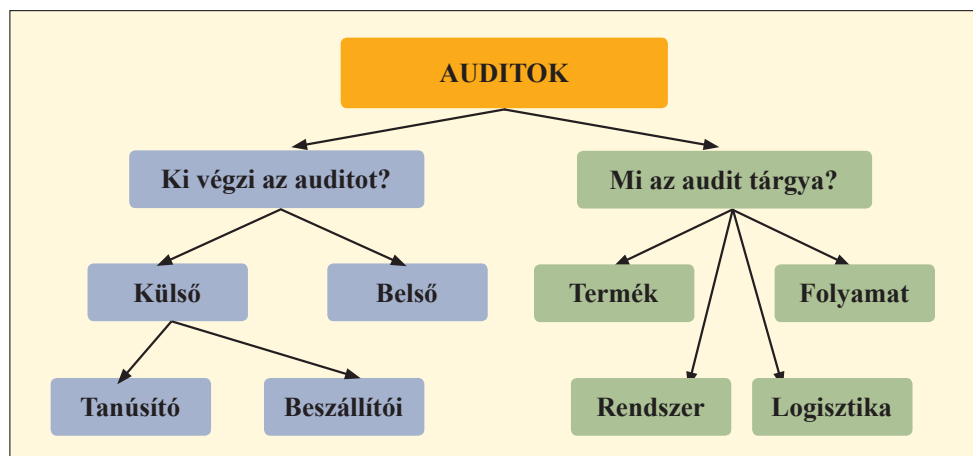 AUDITOK
Ki végzi az auditot?
Mi az audit tárgya?
Külső
Belső
Termék
Folyamat
Tanúsító
Beszállítói
Rendszer
Logisztika